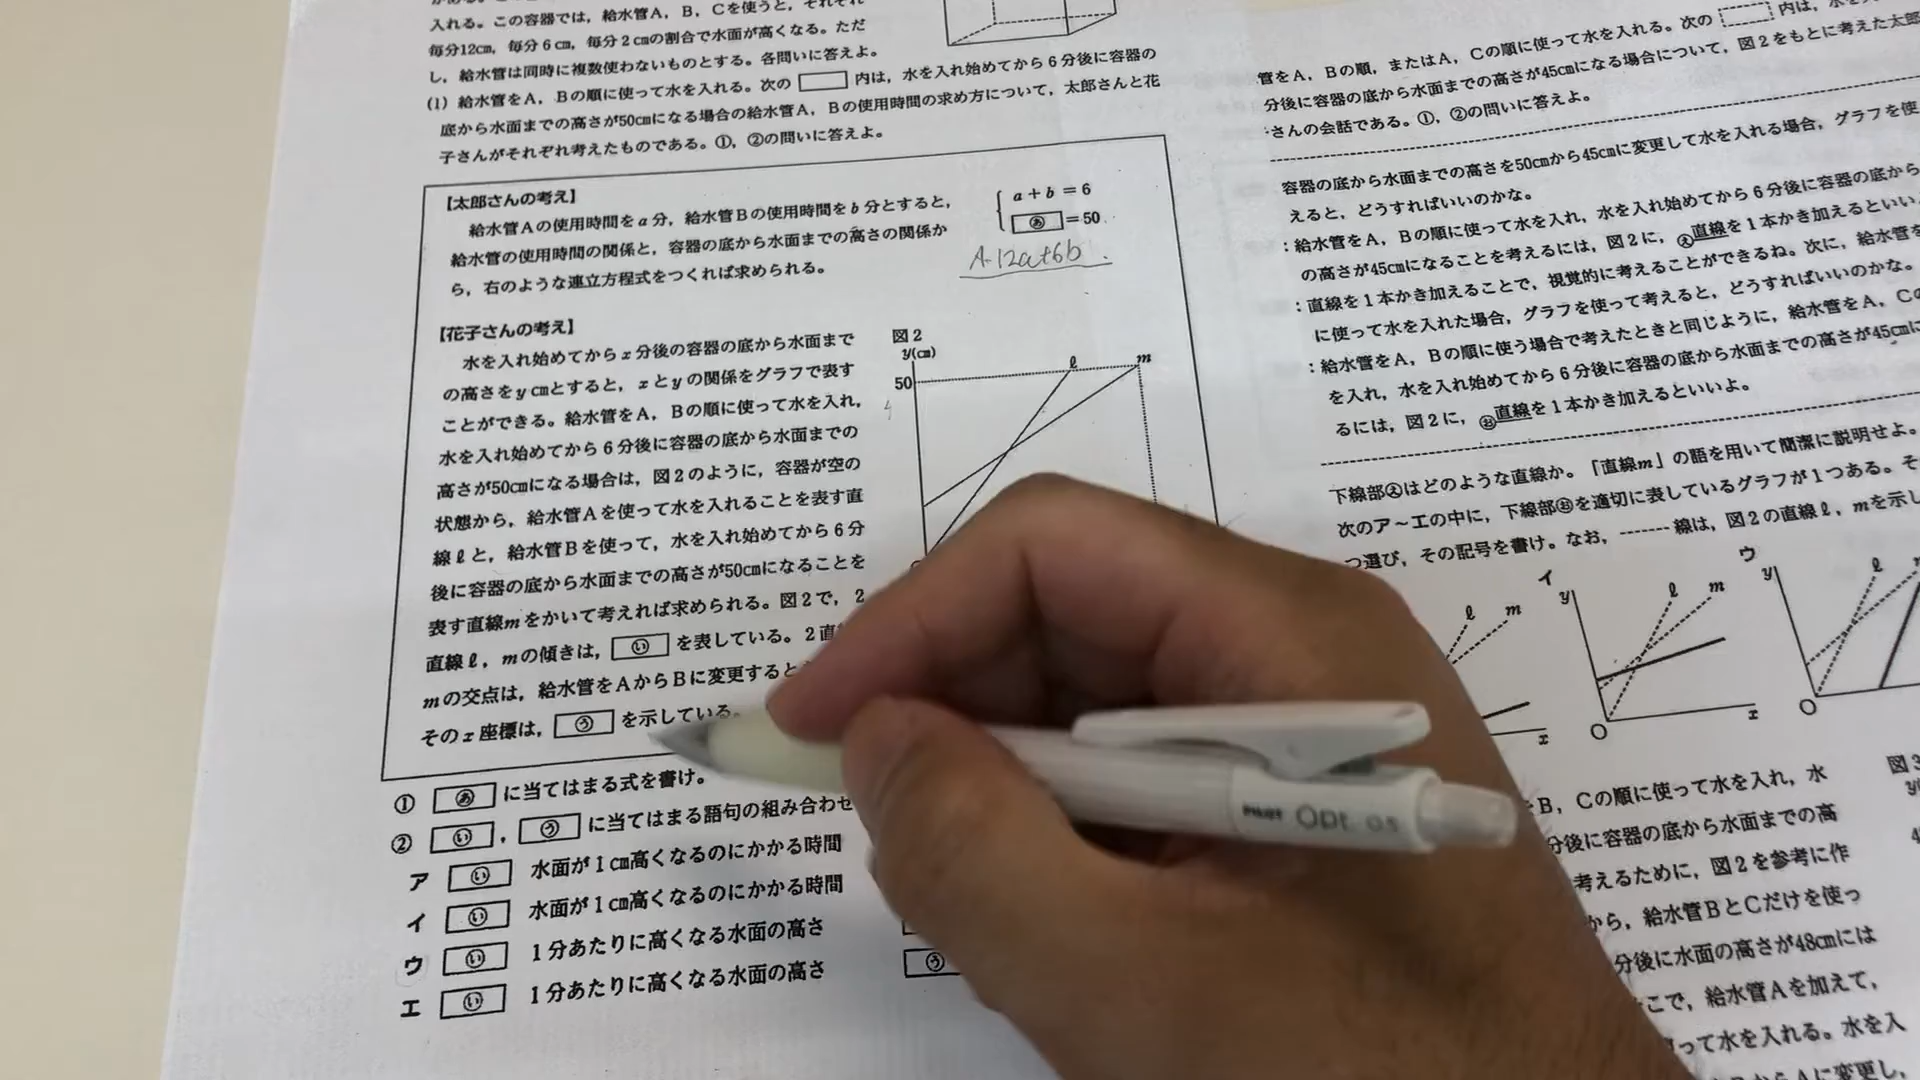 入れる。この容器では，給水管A，B，Cを使うと，それぞれ
毎分12cm，毎分6cm，毎分2cmの割合で水面が高くなる。ただ
し，給水管は同時に複数使わないものとする。各問いに答えよ。
(1) 給水管をA，Bの順に使って水を入れる。次の 内は，水を入れ始めてから6分後に容器の
底から水面までの高さが50cmになる場合の給水管A，Bの使用時間の求め方について，太郎さんと花
子さんがそれぞれ考えたものである。①，②の問いに答えよ。
【太郎さんの考え】
給水管Aの使用時間をa分，給水管Bの使用時間をb分とすると，
給水管の使用時間の関係と，容器の底から水面までの高さの関係か
ら，右のような連立方程式をつくれば求められる。
a＋b＝6
あ＝50
A.12a+6b
【花子さんの考え】
水を入れ始めてからx分後の容器の底から水面まで
の高さをycmとすると，xとyの関係をグラフで表す
ことができる。給水管をA，Bの順に使って水を入れ，
水を入れ始めてから6分後に容器の底から水面までの
高さが50cmになる場合は，図2のように，容器が空の
状態から，給水管Aを使って水を入れることを表す直
線ℓと，給水管Bを使って，水を入れ始めてから6分
後に容器の底から水面までの高さが50cmになることを
表す直線mをかいて考えれば求められる。図2で，2
直線ℓ，mの傾きは， い を表している。2直
mの交点は，給水管をAからBに変更すると
そのx座標は， う を示している。
図2
y(cm)
50
ℓ
m
① あ に当てはまる式を書け。
② い ， う に当てはまる語句の組み合わせ
ア い 水面が1cm高くなるのにかかる時間
イ い 水面が1cm高くなるのにかかる時間
ウ い 1分あたりに高くなる水面の高さ
エ い 1分あたりに高くなる水面の高さ
う
管をA，Bの順，またはA，Cの順に使って水を入れる。次の 内は，水を
分後に容器の底から水面までの高さが45cmになる場合について，図2をもとに考えた太郎
さんの会話である。①，②の問いに答えよ。
容器の底から水面までの高さを50cmから45cmに変更して水を入れる場合，グラフを使
えると，どうすればいいのかな。
：給水管をA，Bの順に使って水を入れ，水を入れ始めてから6分後に容器の底から
の高さが45cmになることを考えるには，図2に，え直線を1本かき加えるといい
：直線を1本かき加えることで，視覚的に考えることができるね。次に，給水管を
に使って水を入れた場合，グラフを使って考えると，どうすればいいのかな。
：給水管をA，Bの順に使う場合で考えたときと同じように，給水管をA，Cの
を入れ，水を入れ始めてから6分後に容器の底から水面までの高さが45cmに
るには，図2に，お直線を1本かき加えるといいよ。
下線部えはどのような直線か。「直線m」の語を用いて簡潔に説明せよ。
次のア～エの中に，下線部おを適切に表しているグラフが1つある。そ
つ選び，その記号を書け。なお，-------線は，図2の直線ℓ，mを示し
ℓ m
x
イ
y
ℓ m
O x
ウ
y
ℓ
O
B，Cの順に使って水を入れ，水
分後に容器の底から水面までの高
考えるために，図2を参考に作
から，給水管BとCだけを使っ
分後に水面の高さが48cmには
こで，給水管Aを加えて，
って水を入れる。水を入
図3
PILOT Opt 0.5